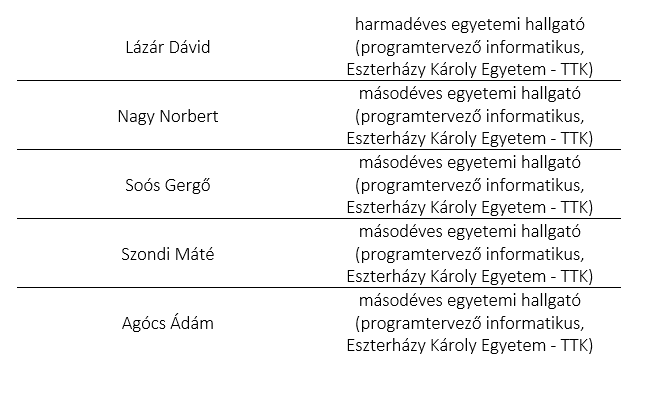 Lázár Dávid
harmadéves egyetemi hallgató
(programtervező informatikus,
Eszterházy Károly Egyetem - TTK)
Nagy Norbert
másodéves egyetemi hallgató
(programtervező informatikus,
Eszterházy Károly Egyetem - TTK)
Soós Gergő
másodéves egyetemi hallgató
(programtervező informatikus,
Eszterházy Károly Egyetem - TTK)
Szondi Máté
másodéves egyetemi hallgató
(programtervező informatikus,
Eszterházy Károly Egyetem - TTK)
Agócs Ádám
másodéves egyetemi hallgató
(programtervező informatikus,
Eszterházy Károly Egyetem - TTK)